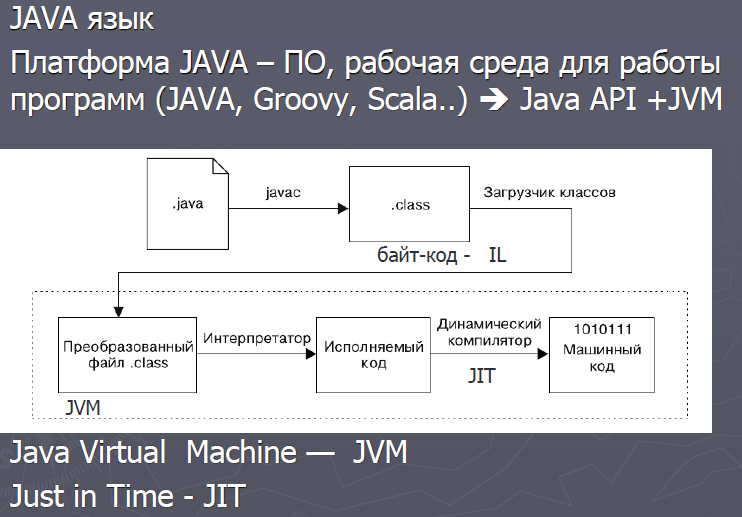 JAVA язык
Платформа JAVA – ПО, рабочая среда для работы
программ (JAVA, Groovy, Scala..) ➔ Java API +JVM
.java
javac
.class
Загрузчик классов
байт-код - IL
Преобразованный
файл .class
Интерпретатор
Исполняемый
код
Динамический
компилятор
JIT
1010111
Машинный
код
JVM
Java Virtual Machine — JVM
Just in Time - JIT